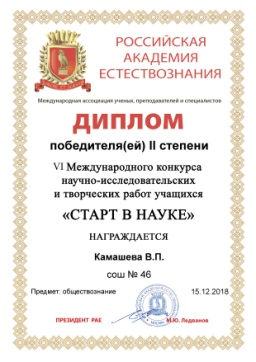 РОССИЙСКАЯ
АКАДЕМИЯ
ЕСТЕСТВОЗНАНИЯ
Международная ассоциация ученых, преподавателей и специалистов
ДИПЛОМ
победителя(ей) II степени
VI Международного конкурса
научно-исследовательских
и творческих работ учащихся
«СТАРТ В НАУКЕ»
НАГРАЖДАЕТСЯ
Камашева В.П.
сош № 46
Предмет: обществознание 15.12.2018
ПРЕЗИДЕНТ РАЕ М.Ю. Ледванов